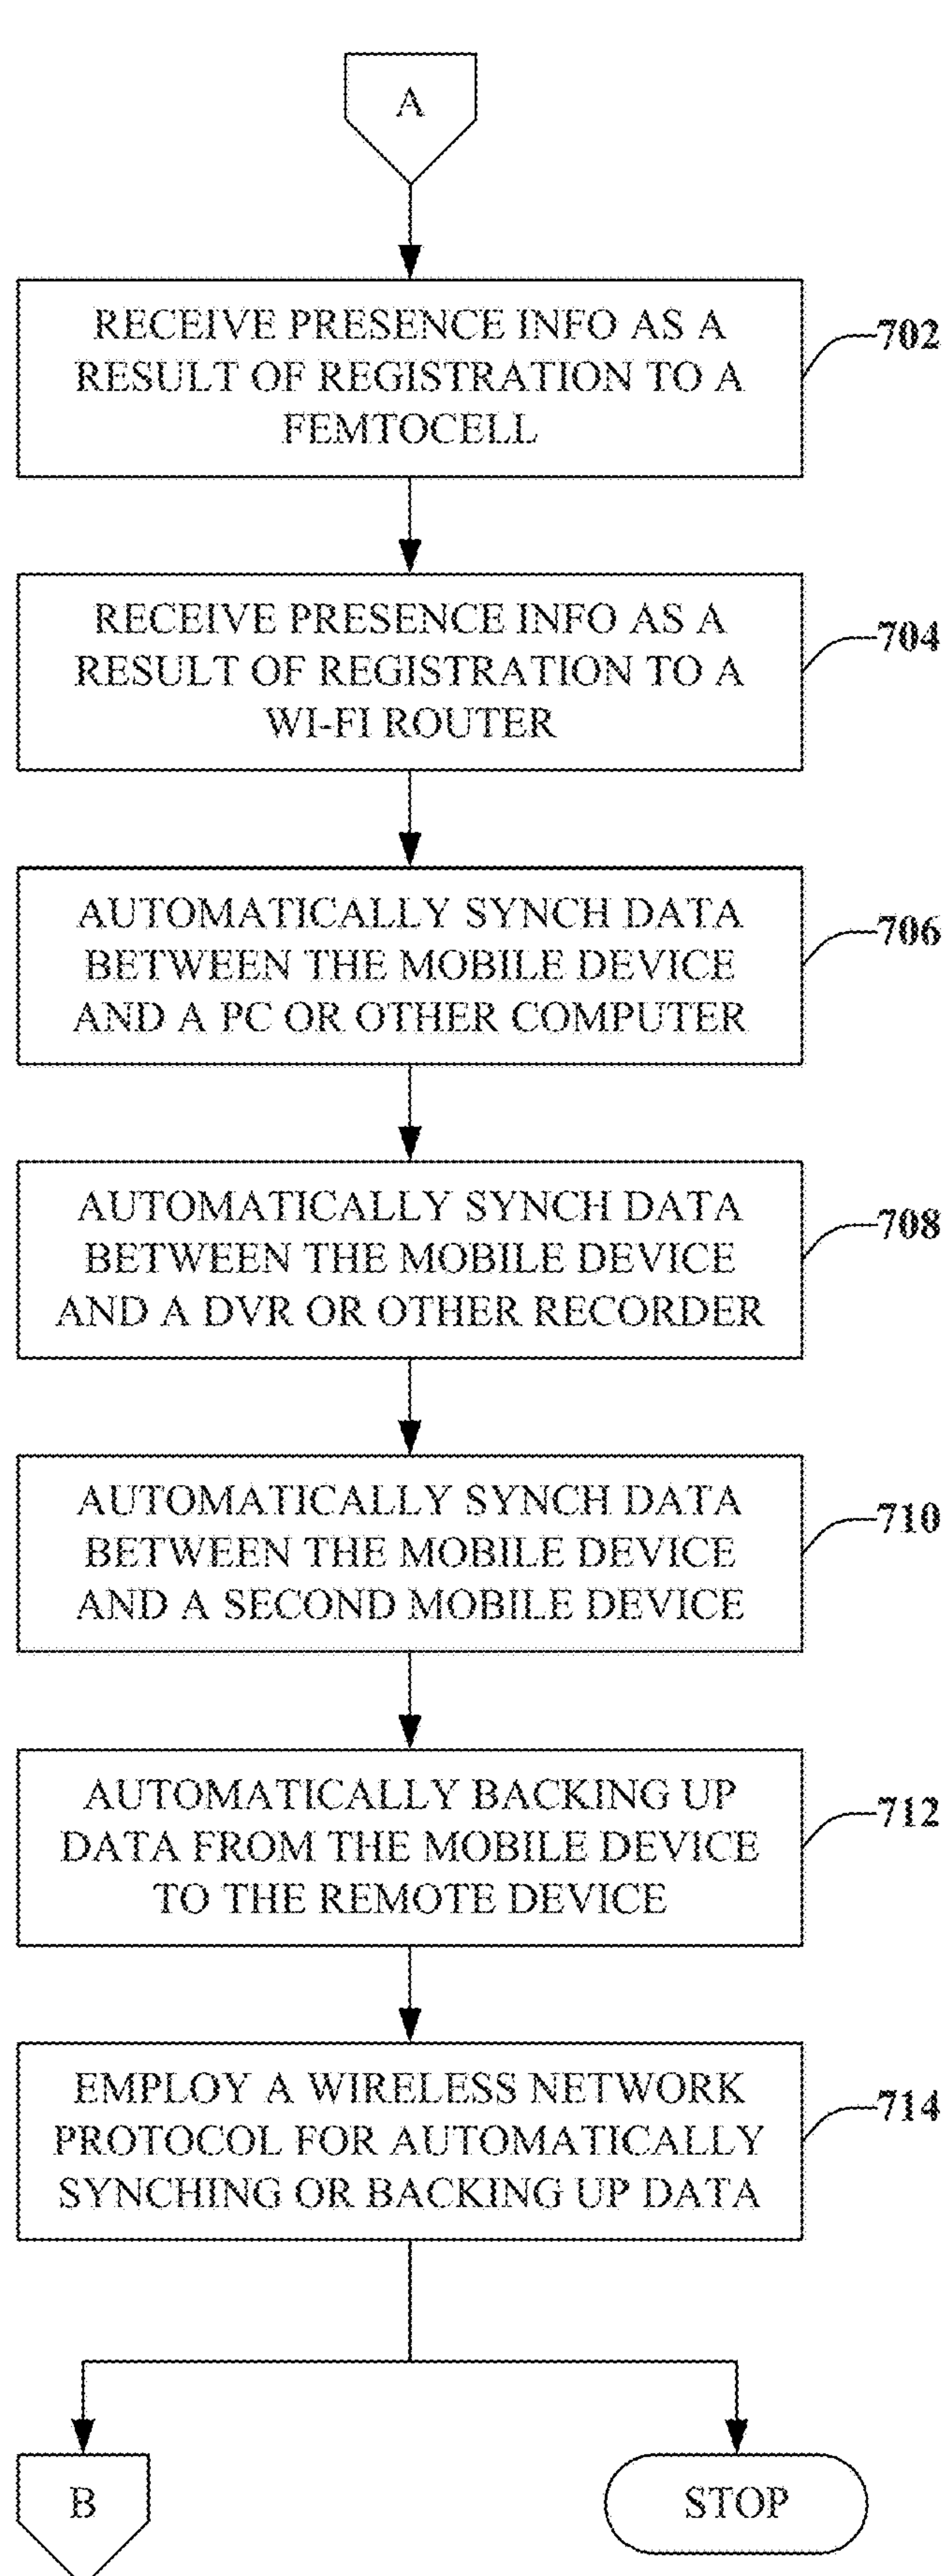 A
RECEIVE PRESENCE INFO AS A
RESULT OF REGISTRATION TO A
FEMTOCELL
702
RECEIVE PRESENCE INFO AS A
RESULT OF REGISTRATION TO A
WI-FI ROUTER
704
AUTOMATICALLY SYNCH DATA
BETWEEN THE MOBILE DEVICE
AND A PC OR OTHER COMPUTER
706
AUTOMATICALLY SYNCH DATA
BETWEEN THE MOBILE DEVICE
AND A DVR OR OTHER RECORDER
708
AUTOMATICALLY SYNCH DATA
BETWEEN THE MOBILE DEVICE
AND A SECOND MOBILE DEVICE
710
AUTOMATICALLY BACKING UP
DATA FROM THE MOBILE DEVICE
TO THE REMOTE DEVICE
712
EMPLOY A WIRELESS NETWORK
PROTOCOL FOR AUTOMATICALLY
SYNCHING OR BACKING UP DATA
714
B
STOP